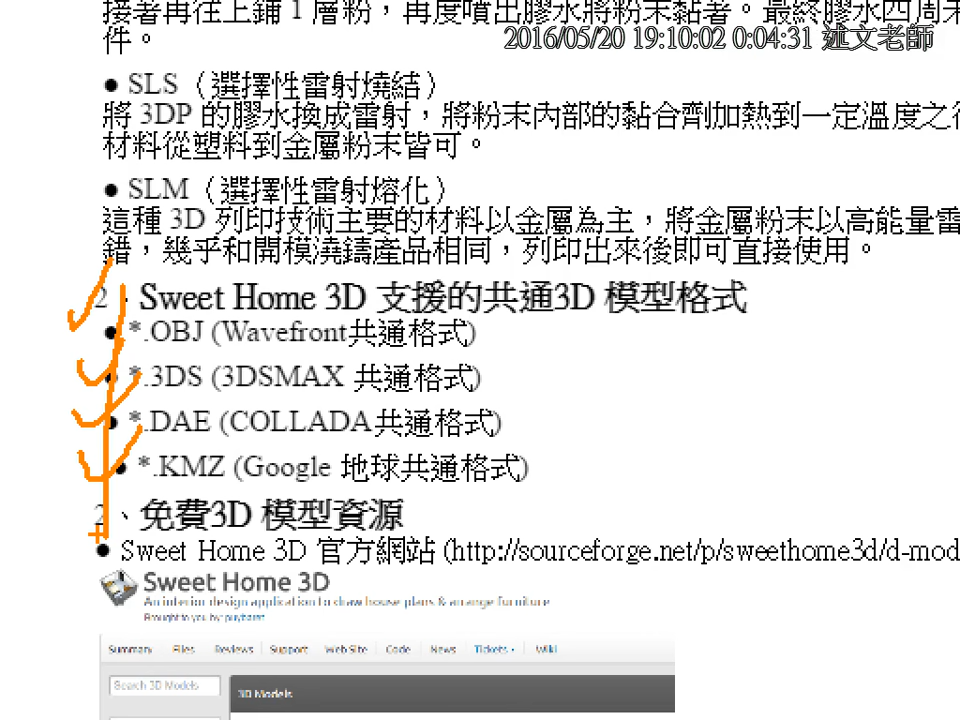 接著再往上鋪 1 層粉，再度噴出膠水將粉末黏著。最終膠水四周未
件。
2016/05/20 19:10:02 0:04:31 述文老師
● SLS（選擇性雷射燒結）
將 3DP 的膠水換成雷射，將粉末內部的黏合劑加熱到一定溫度之後
材料從塑料到金屬粉末皆可。
● SLM（選擇性雷射熔化）
這種 3D 列印技術主要的材料以金屬為主，將金屬粉末以高能量雷
錯，幾乎和開模澆鑄產品相同，列印出來後即可直接使用。
2、Sweet Home 3D 支援的共通3D 模型格式
● *.OBJ (Wavefront共通格式)
● *.3DS (3DSMAX 共通格式)
● *.DAE (COLLADA共通格式)
● *.KMZ (Google 地球共通格式)
2、免費3D 模型資源
● Sweet Home 3D 官方網站 (http://sourceforge.net/p/sweethome3d/d-mod
Sweet Home 3D
An interior design application to draw house plans & arrange furniture
Brought to you by: puybaret
Summary Files Reviews Support Web Site Code News Tickets Wiki
Search 3D Models
3D Models